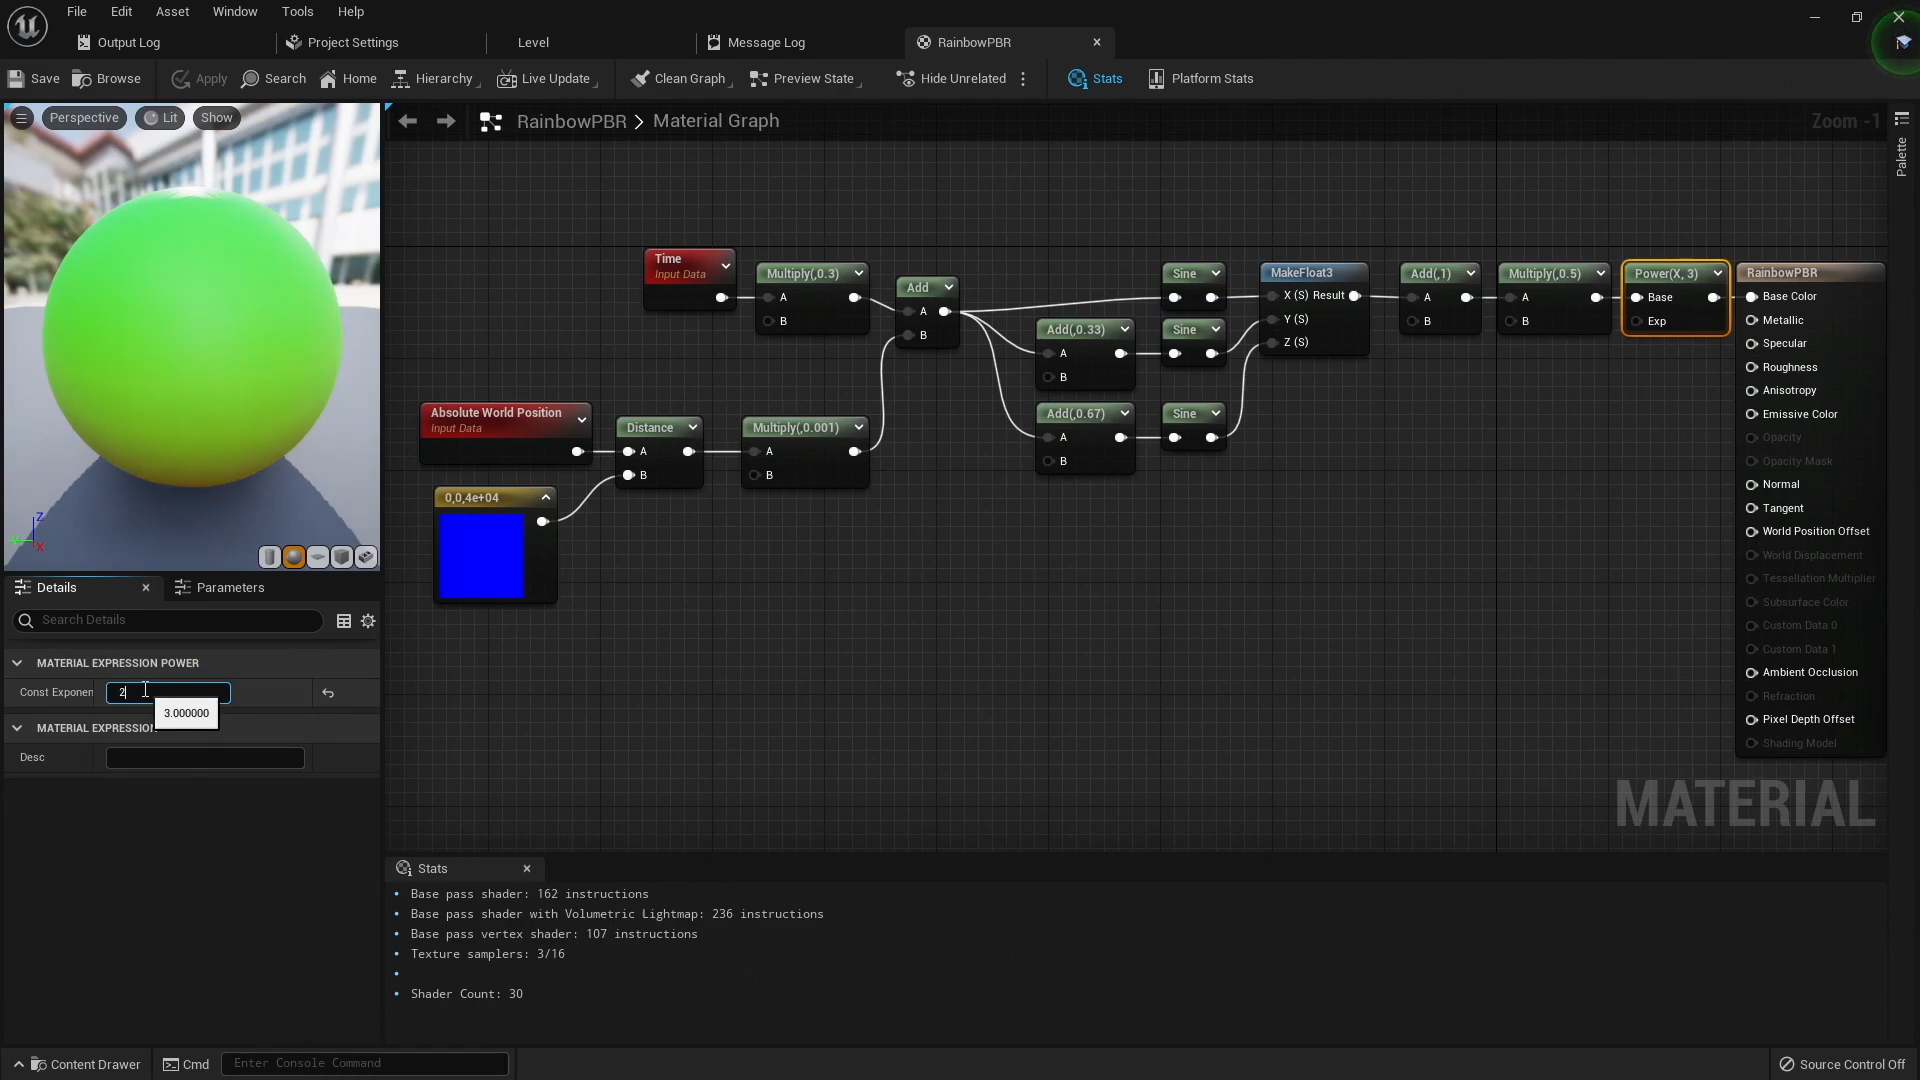 File Edit Asset Window Tools Help
Output Log Project Settings Level Message Log RainbowPBR
Save Browse Apply Search Home Hierarchy Live Update Clean Graph Preview State Hide Unrelated Stats Platform Stats
Perspective Lit Show
RainbowPBR > Material Graph
Zoom -1
Palette
Time
Input Data
Multiply(,0.3)
A
B
Add
A
B
Sine
MakeFloat3
X (S) Result
Y (S)
Z (S)
Add(,1)
A
B
Multiply(,0.5)
A
B
Power(X, 3)
Base
Exp
Add(,0.33)
A
B
Sine
Add(,0.67)
A
B
Sine
Absolute World Position
Input Data
Distance
A
B
Multiply(,0.001)
A
B
0,0,4e+04
RainbowPBR
Base Color
Metallic
Specular
Roughness
Anisotropy
Emissive Color
Opacity
Opacity Mask
Normal
Tangent
World Position Offset
World Displacement
Tessellation Multiplier
Subsurface Color
Custom Data 0
Custom Data 1
Ambient Occlusion
Refraction
Pixel Depth Offset
Shading Model
MATERIAL
Z
Y
X
Details Parameters
Search Details
MATERIAL EXPRESSION POWER
Const Exponen 2
3.000000
MATERIAL EXPRESSION
Desc
Stats
• Base pass shader: 162 instructions
• Base pass shader with Volumetric Lightmap: 236 instructions
• Base pass vertex shader: 107 instructions
• Texture samplers: 3/16
•
• Shader Count: 30
Content Drawer Cmd Enter Console Command Source Control Off